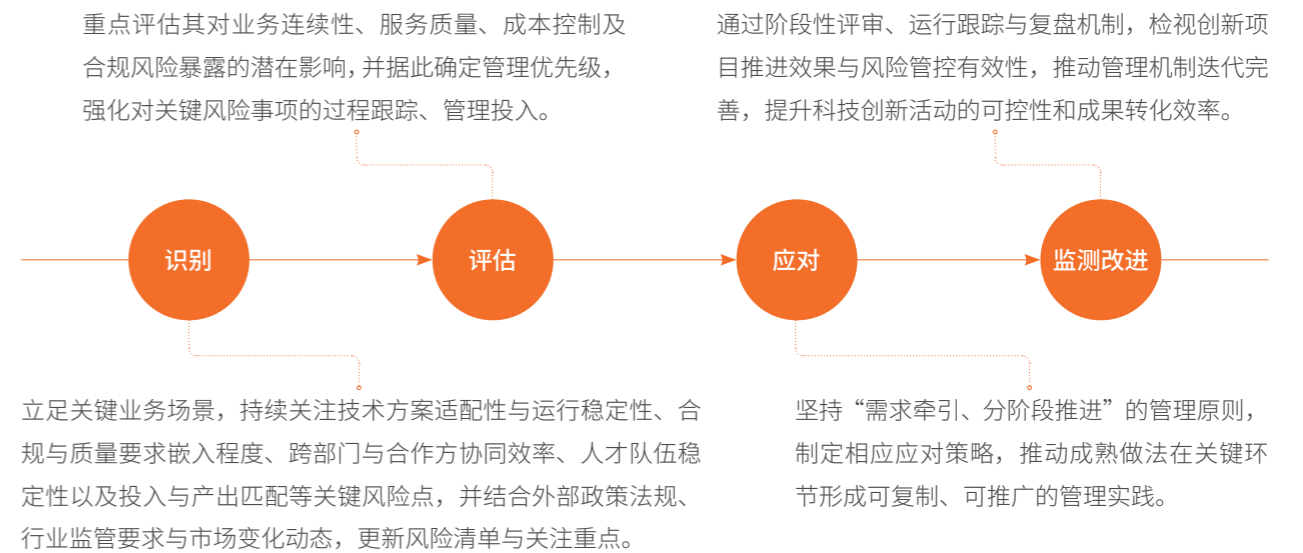 重点评估其对业务连续性、服务质量、成本控制及
合规风险暴露的潜在影响，并据此确定管理优先级，
强化对关键风险事项的过程跟踪、管理投入。
通过阶段性评审、运行跟踪与复盘机制，检视创新项
目推进效果与风险管控有效性，推动管理机制迭代完
善，提升科技创新活动的可控性和成果转化效率。
识别
评估
应对
监测改进
立足关键业务场景，持续关注技术方案适配性与运行稳定性、合
规与质量要求嵌入程度、跨部门与合作方协同效率、人才队伍稳
定性以及投入与产出匹配等关键风险点，并结合外部政策法规、
行业监管要求与市场变化动态，更新风险清单与关注重点。
坚持“需求牵引、分阶段推进”的管理原则，
制定相应应对策略，推动成熟做法在关键环
节形成可复制、可推广的管理实践。